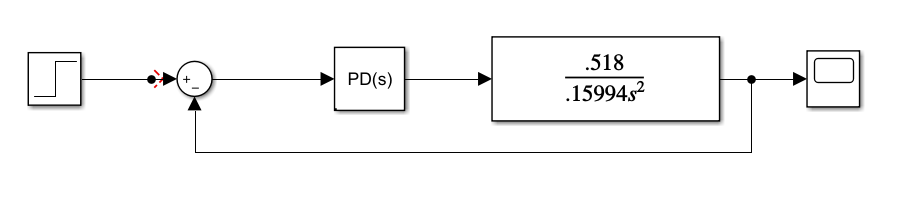 +
−
PD(s)
.518
.15994s²